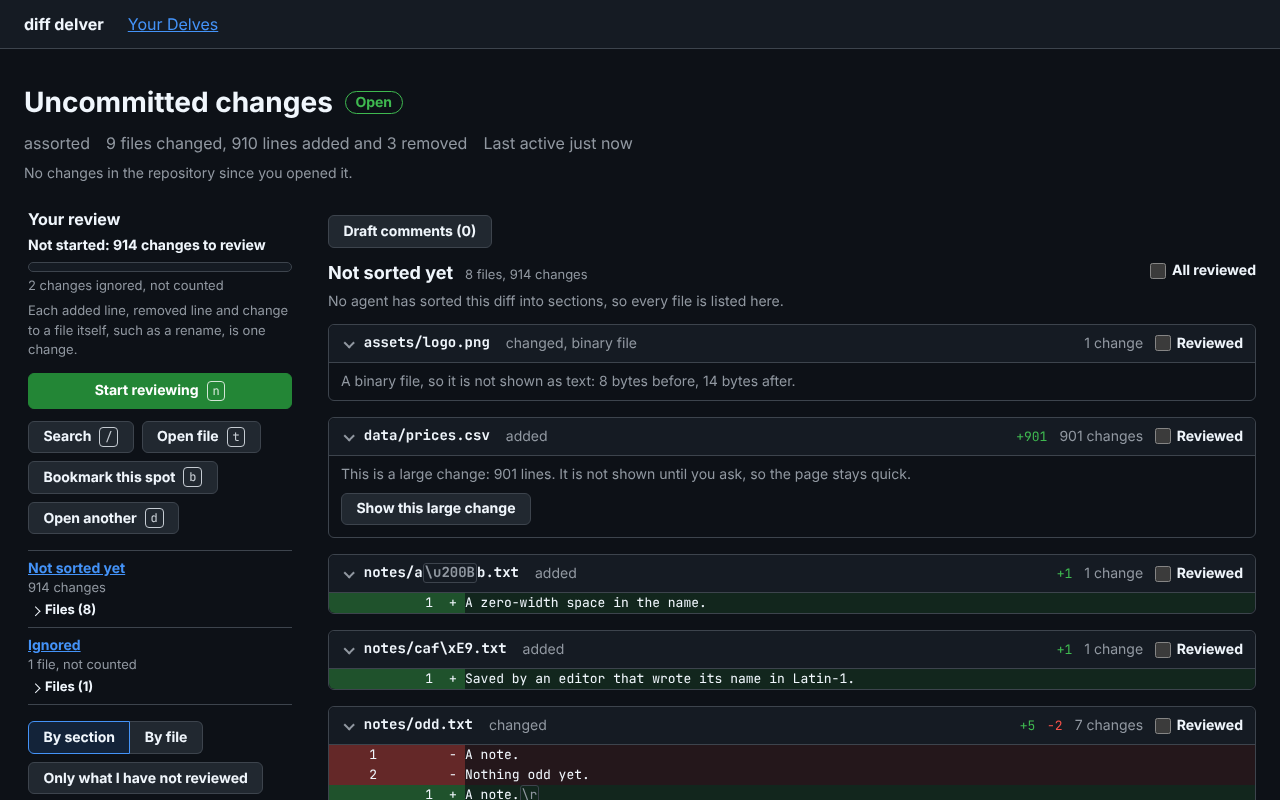 diff delver Your Delves
Uncommitted changes Open
assorted 9 files changed, 910 lines added and 3 removed Last active just now
No changes in the repository since you opened it.
Your review
Not started: 914 changes to review
2 changes ignored, not counted
Each added line, removed line and change
to a file itself, such as a rename, is one
change.
Start reviewing n
Search / Open file t
Bookmark this spot b
Open another d
Not sorted yet
914 changes
Files (8)
Ignored
1 file, not counted
Files (1)
By section By file
Only what I have not reviewed
Draft comments (0)
Not sorted yet 8 files, 914 changes All reviewed
No agent has sorted this diff into sections, so every file is listed here.
assets/logo.png changed, binary file 1 change Reviewed
A binary file, so it is not shown as text: 8 bytes before, 14 bytes after.
data/prices.csv added +901 901 changes Reviewed
This is a large change: 901 lines. It is not shown until you ask, so the page stays quick.
Show this large change
notes/a\u200Bb.txt added +1 1 change Reviewed
1 + A zero-width space in the name.
notes/caf\xE9.txt added +1 1 change Reviewed
1 + Saved by an editor that wrote its name in Latin-1.
notes/odd.txt changed +5 -2 7 changes Reviewed
1 - A note.
2 - Nothing odd yet.
1 + A note.\r